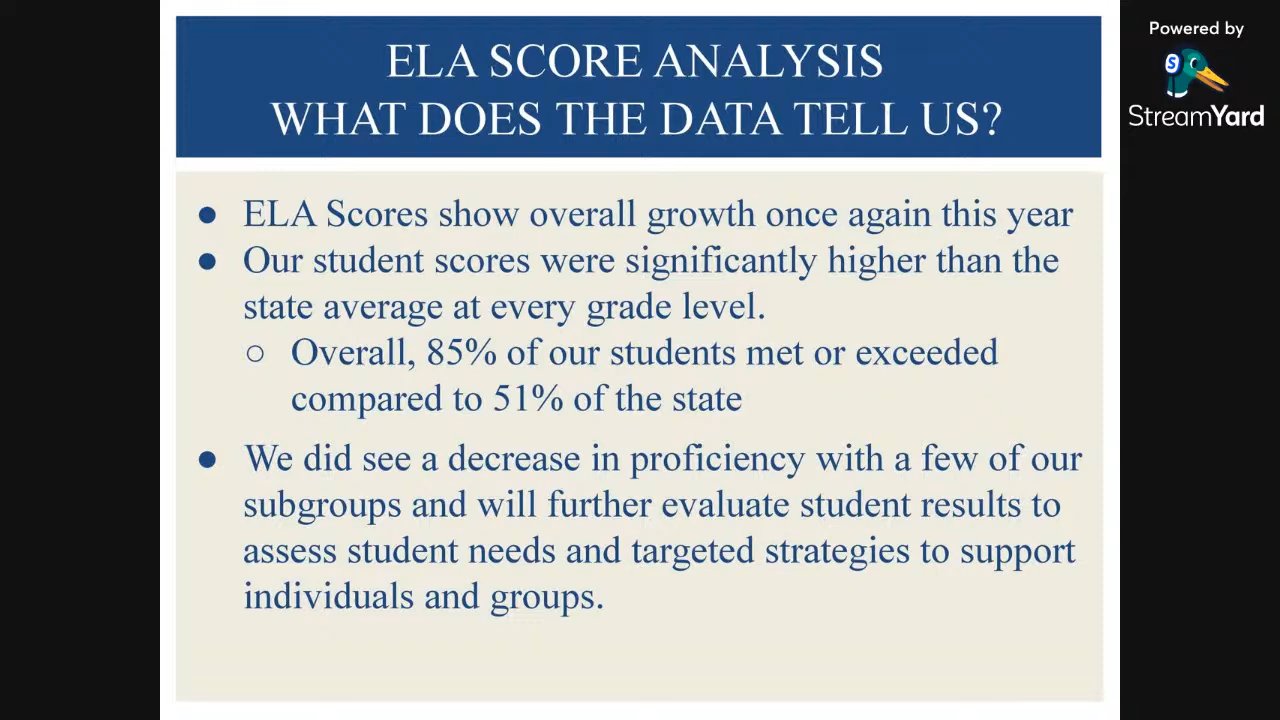 ELA SCORE ANALYSIS
WHAT DOES THE DATA TELL US?
Powered by
S
StreamYard
● ELA Scores show overall growth once again this year
● Our student scores were significantly higher than the
state average at every grade level.
○ Overall, 85% of our students met or exceeded
compared to 51% of the state
● We did see a decrease in proficiency with a few of our
subgroups and will further evaluate student results to
assess student needs and targeted strategies to support
individuals and groups.